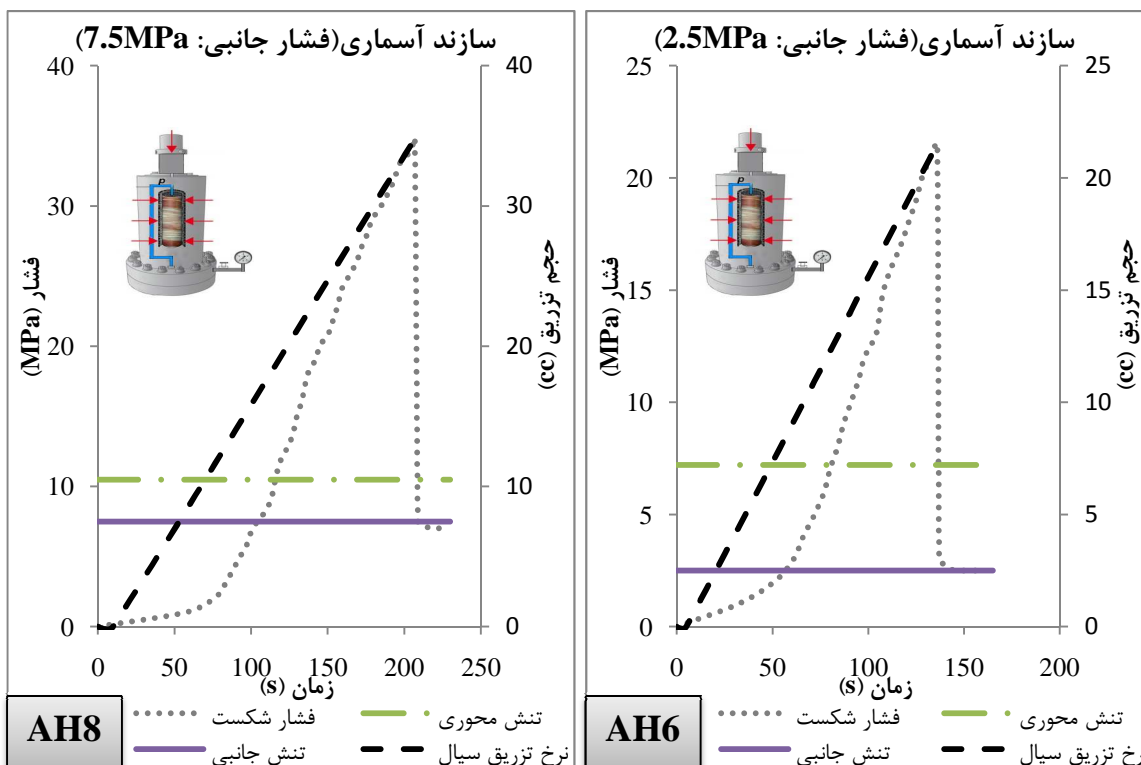 سازند آسماری(فشار جانبی: 7.5MPa)
40
30
20
10
0
40
30
20
10
0
فشار (MPa)
حجم تزریق (cc)
P
0 50 100 150 200 250
زمان (s)
AH8
فشار شکست
تنش محوری
تنش جانبی
نرخ تزریق سیال
سازند آسماری(فشار جانبی: 2.5MPa)
25
20
15
10
5
0
25
20
15
10
5
0
فشار (MPa)
حجم تزریق (cc)
P
0 50 100 150 200
زمان (s)
AH6
فشار شکست
تنش محوری
تنش جانبی
نرخ تزریق سیال